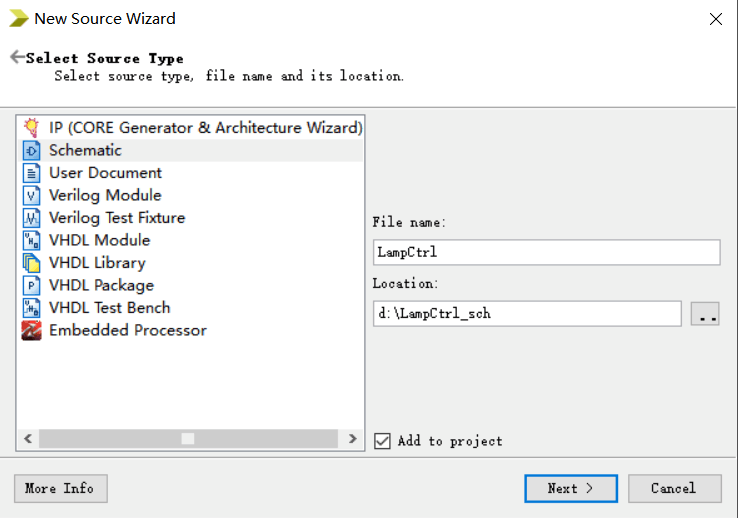 New Source Wizard
Select Source Type
Select source type, file name and its location.
IP (CORE Generator & Architecture Wizard)
Schematic
User Document
Verilog Module
Verilog Test Fixture
VHDL Module
VHDL Library
VHDL Package
VHDL Test Bench
Embedded Processor
File name:
LampCtrl
Location:
d:\LampCtrl_sch
..
Add to project
More Info
Next >
Cancel